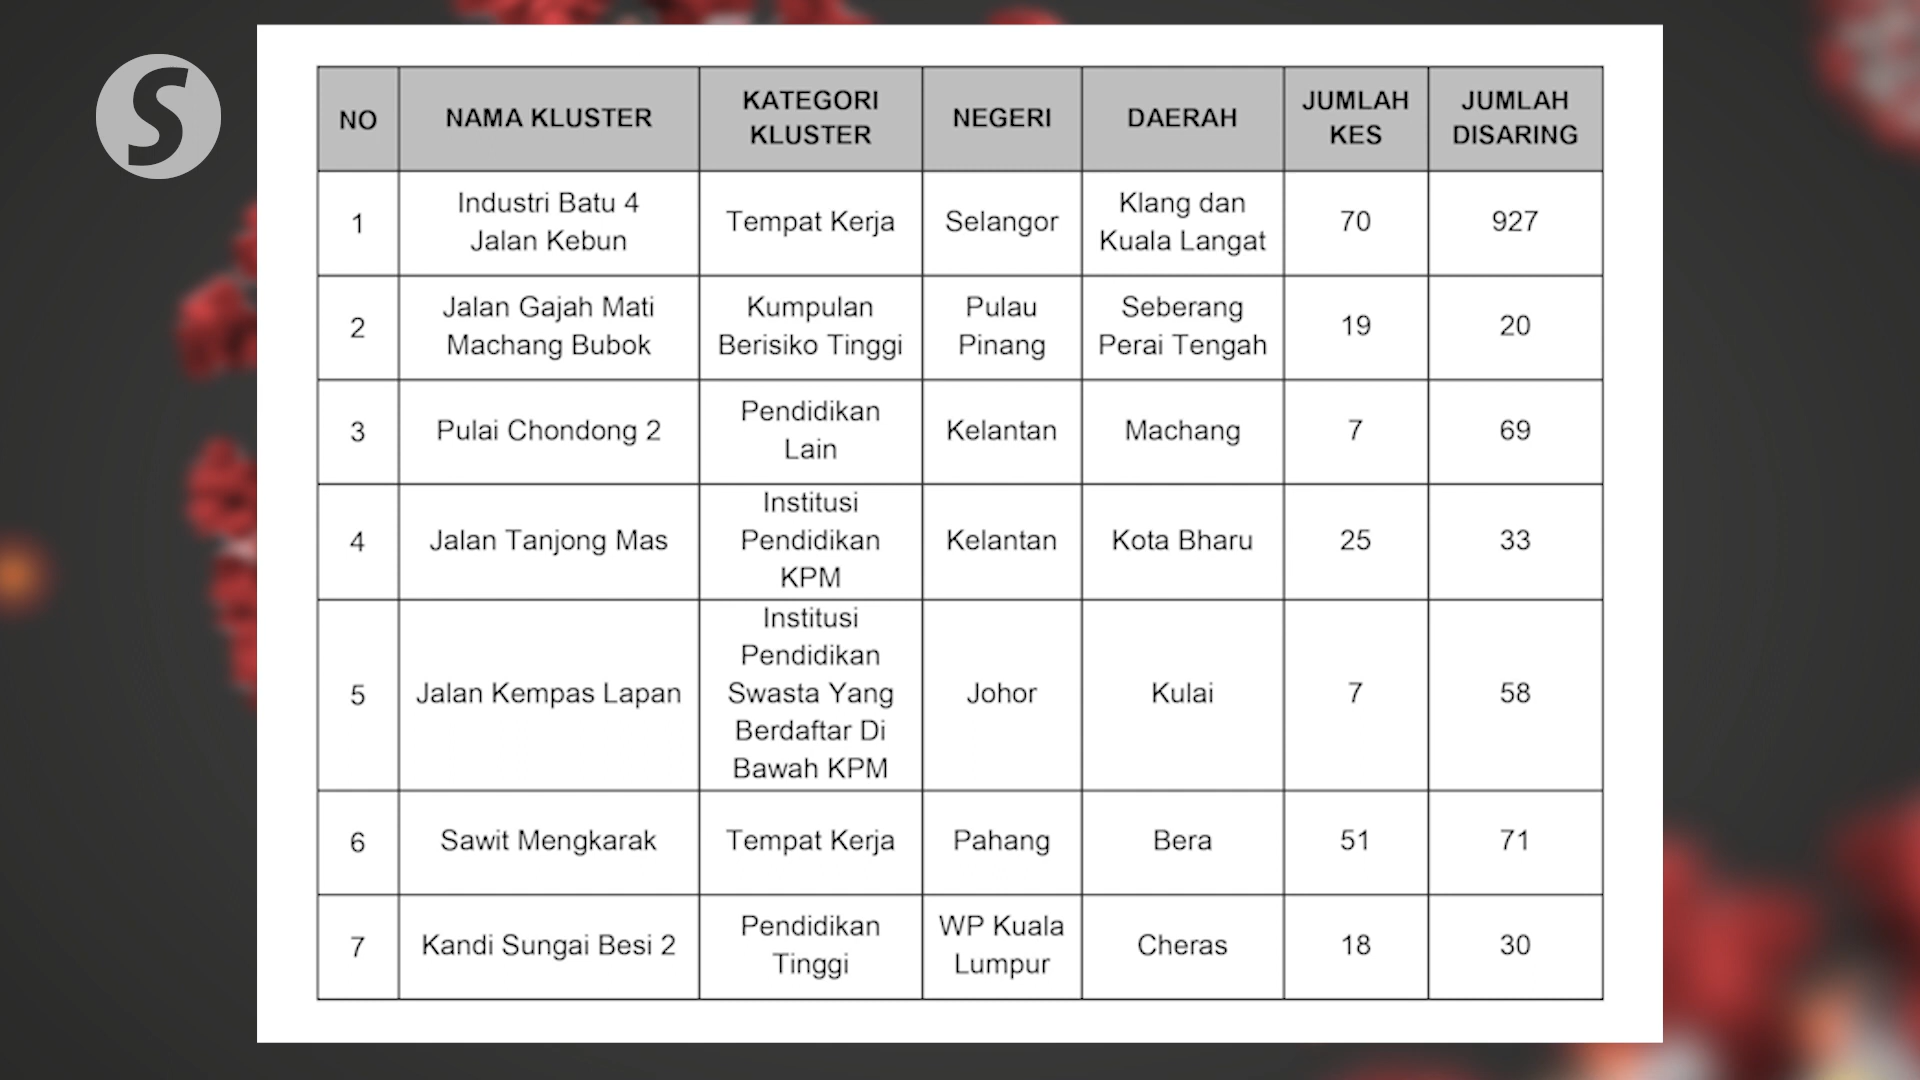 S
NO
NAMA KLUSTER
KATEGORI
KLUSTER
NEGERI
DAERAH
JUMLAH
KES
JUMLAH
DISARING
1
Industri Batu 4
Jalan Kebun
Tempat Kerja
Selangor
Klang dan
Kuala Langat
70
927
2
Jalan Gajah Mati
Machang Bubok
Kumpulan
Berisiko Tinggi
Pulau
Pinang
Seberang
Perai Tengah
19
20
3
Pulai Chondong 2
Pendidikan
Lain
Kelantan
Machang
7
69
4
Jalan Tanjong Mas
Institusi
Pendidikan
KPM
Kelantan
Kota Bharu
25
33
5
Jalan Kempas Lapan
Institusi
Pendidikan
Swasta Yang
Berdaftar Di
Bawah KPM
Johor
Kulai
7
58
6
Sawit Mengkarak
Tempat Kerja
Pahang
Bera
51
71
7
Kandi Sungai Besi 2
Pendidikan
Tinggi
WP Kuala
Lumpur
Cheras
18
30